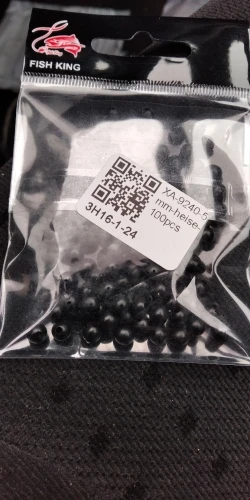 FISH KING
XA-9240-5
mm-heise-
100pcs
3H16-1-24